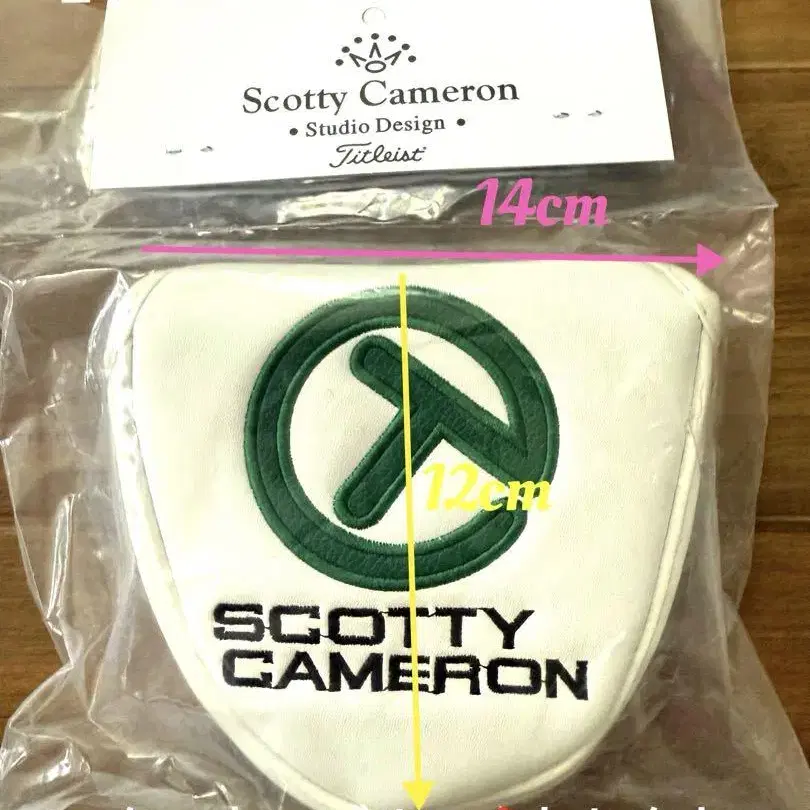 Scotty Cameron
• Studio Design •
Titleist
14cm
12cm
SCOTTY
CAMERON